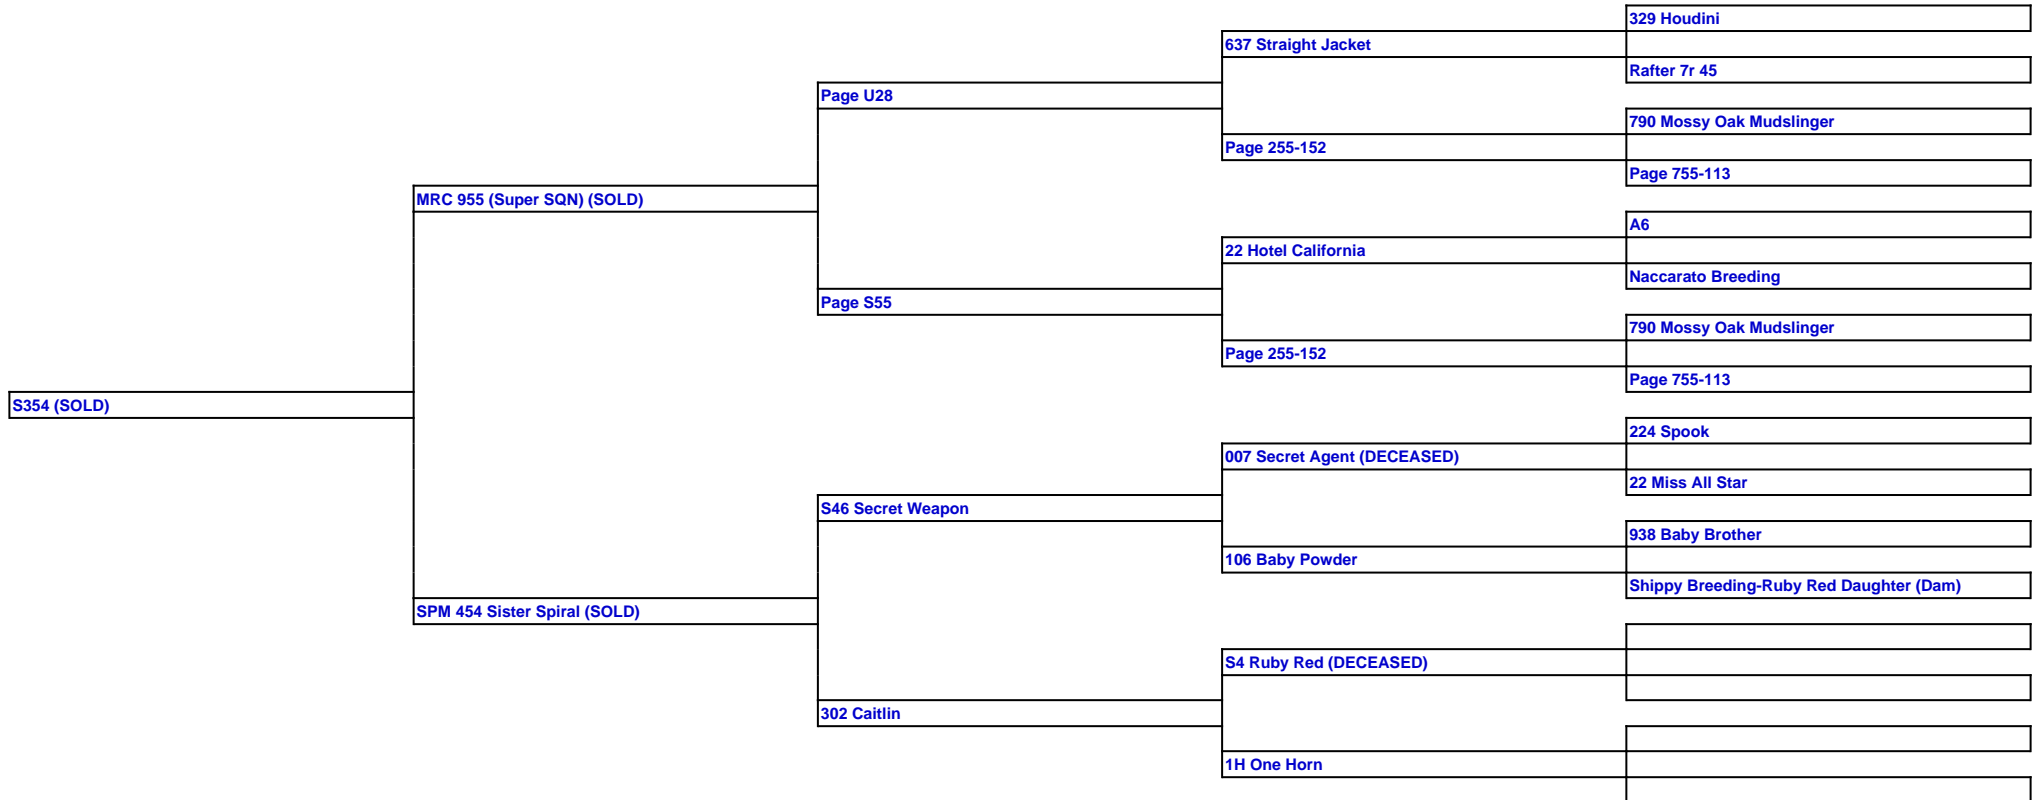 329 Houdini
637 Straight Jacket
Rafter 7r 45
Page U28
790 Mossy Oak Mudslinger
Page 255-152
Page 755-113
MRC 955 (Super SQN) (SOLD)
A6
22 Hotel California
Naccarato Breeding
Page S55
790 Mossy Oak Mudslinger
Page 255-152
Page 755-113
S354 (SOLD)
224 Spook
007 Secret Agent (DECEASED)
22 Miss All Star
S46 Secret Weapon
938 Baby Brother
106 Baby Powder
Shippy Breeding-Ruby Red Daughter (Dam)
SPM 454 Sister Spiral (SOLD)
S4 Ruby Red (DECEASED)
302 Caitlin
1H One Horn